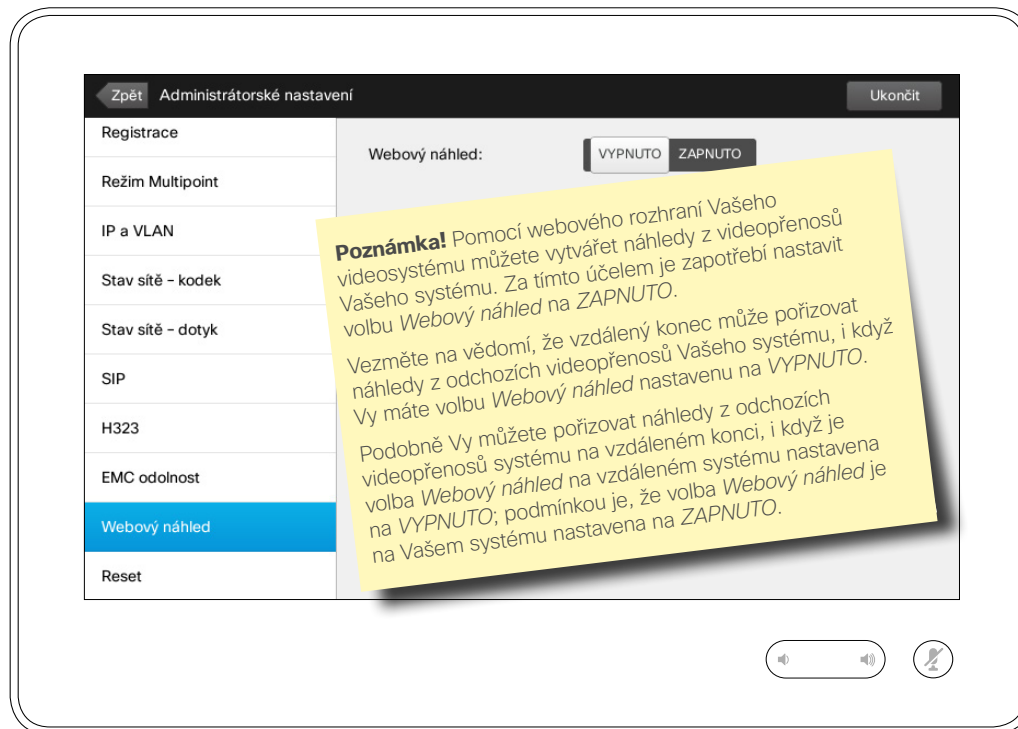 Zpět Administrátorské nastavení Ukončit
Registrace
Režim Multipoint
IP a VLAN
Stav sítě – kodek
Stav sítě – dotyk
SIP
H323
EMC odolnost
Webový náhled
Reset
Webový náhled: VYPNUTO ZAPNUTO
Poznámka! Pomocí webového rozhraní Vašeho
videosystému můžete vytvářet náhledy z videopřenosů
Vašeho systému. Za tímto účelem je zapotřebí nastavit
volbu Webový náhled na ZAPNUTO.
Vezměte na vědomí, že vzdálený konec může pořizovat
náhledy z odchozích videopřenosů Vašeho systému, i když
Vy máte volbu Webový náhled nastavenu na VYPNUTO.
Podobně Vy můžete pořizovat náhledy z odchozích
videopřenosů systému na vzdáleném konci, i když je
volba Webový náhled na vzdáleném systému nastavena
na VYPNUTO; podmínkou je, že volba Webový náhled je
na Vašem systému nastavena na ZAPNUTO.